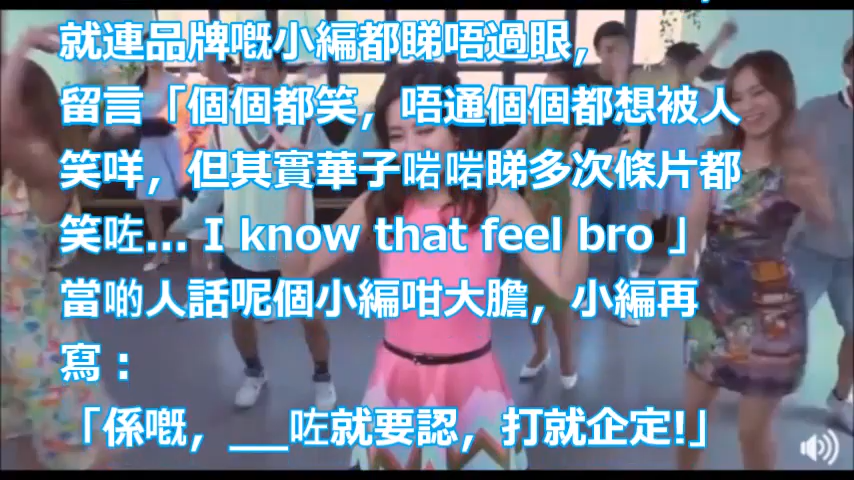 就連品牌嘅小編都睇唔過眼，
留言「個個都笑，唔通個個都想被人
笑咩，但其實華子啱啱睇多次條片都
笑咗... I know that feel bro 」
當啲人話呢個小編咁大膽，小編再
寫：
「係嘅，__咗就要認，打就企定!」